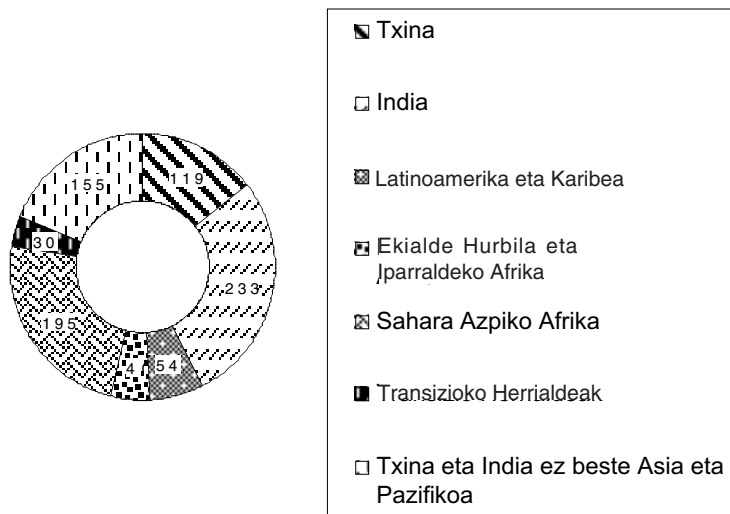 119
233
54
4
195
30
155
Txina
India
Latinoamerika eta Karibea
Ekialde Hurbila eta
Iparraldeko Afrika
Sahara Azpiko Afrika
Transizioko Herrialdeak
Txina eta India ez beste Asia eta
Pazifikoa